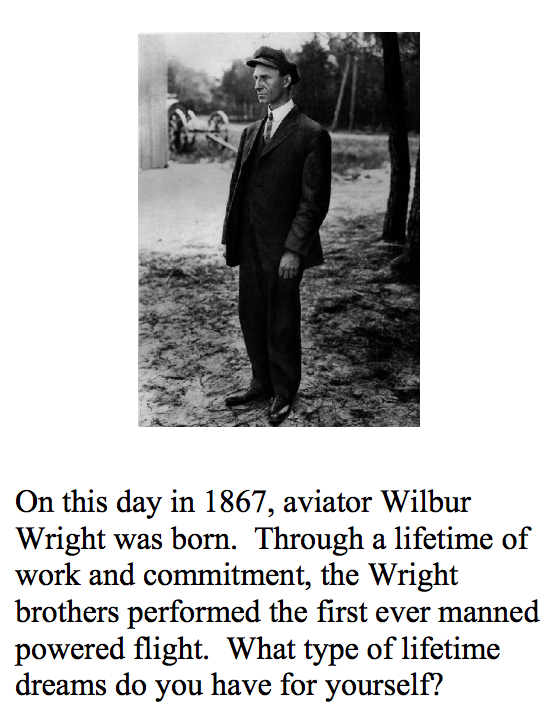 On this day in 1867, aviator Wilbur
Wright was born.  Through a lifetime of
work and commitment, the Wright
brothers performed the first ever manned
powered flight.  What type of lifetime
dreams do you have for yourself?